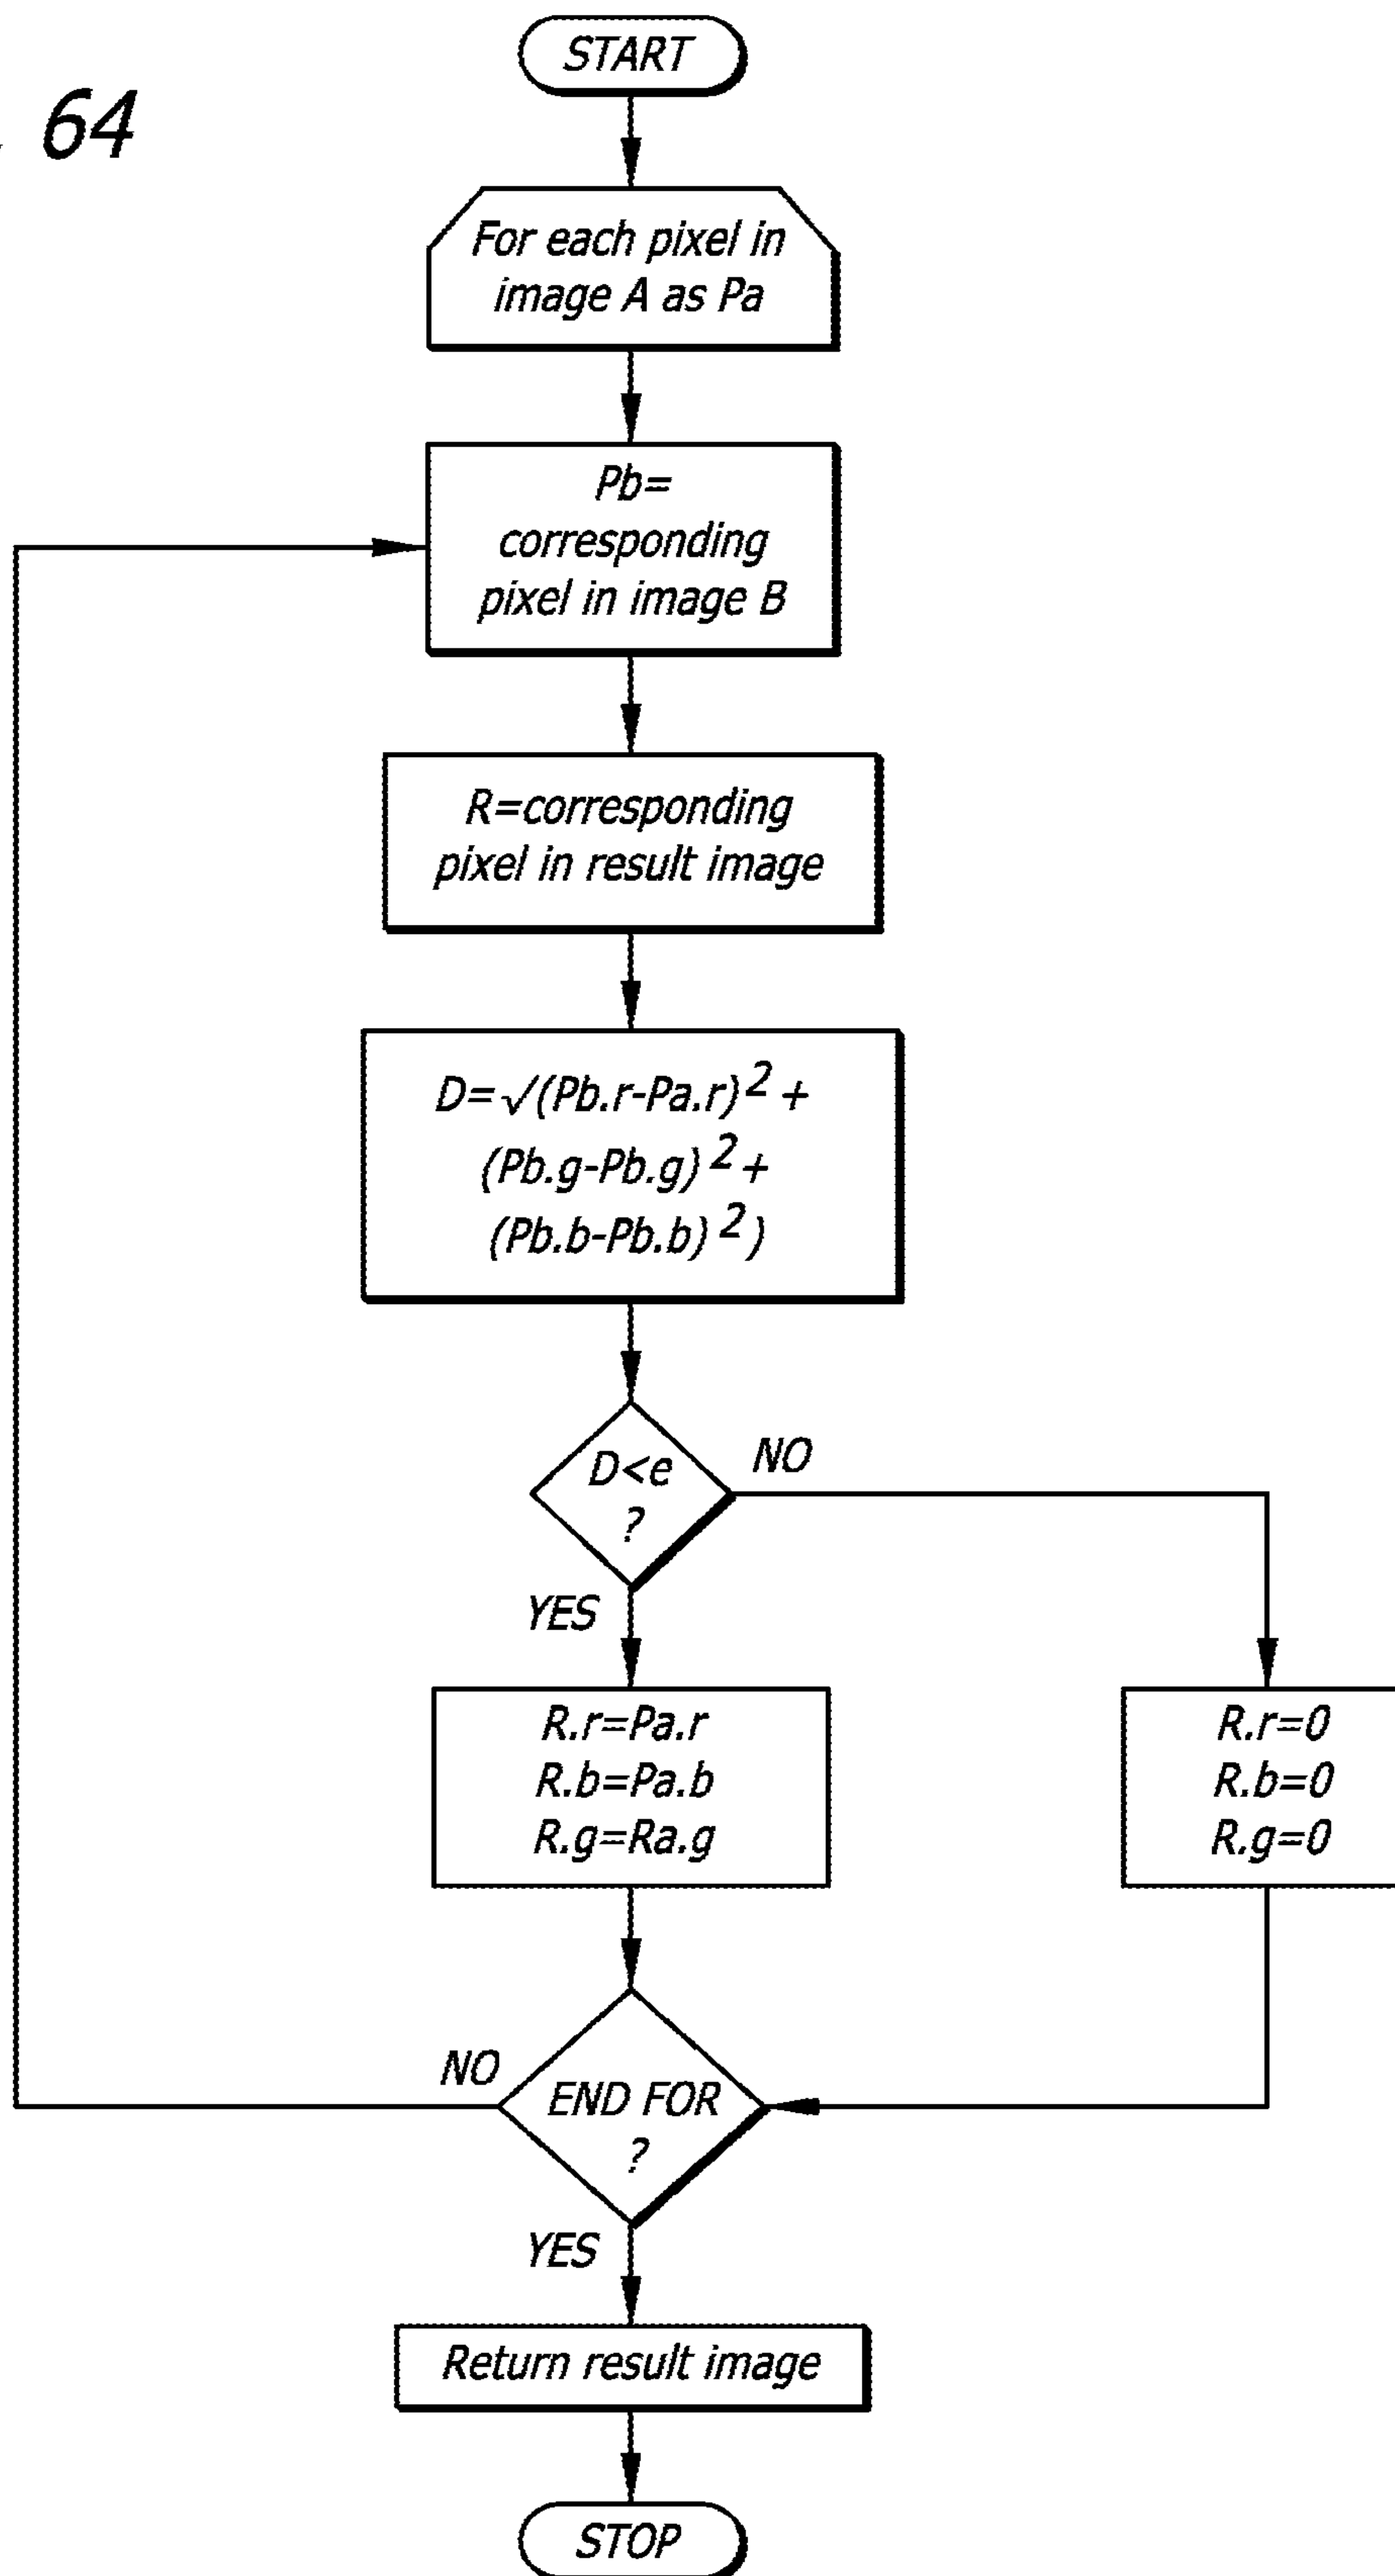 START
64
For each pixel in
image A as Pa
Pb=
corresponding
pixel in image B
R=corresponding
pixel in result image
D=√(Pb.r-Pa.r)²+
(Pb.g-Pb.g)²+
(Pb.b-Pb.b)²)
D<e
?
NO
YES
R.r=Pa.r
R.b=Pa.b
R.g=Ra.g
R.r=0
R.b=0
R.g=0
NO
END FOR
?
YES
Return result image
STOP